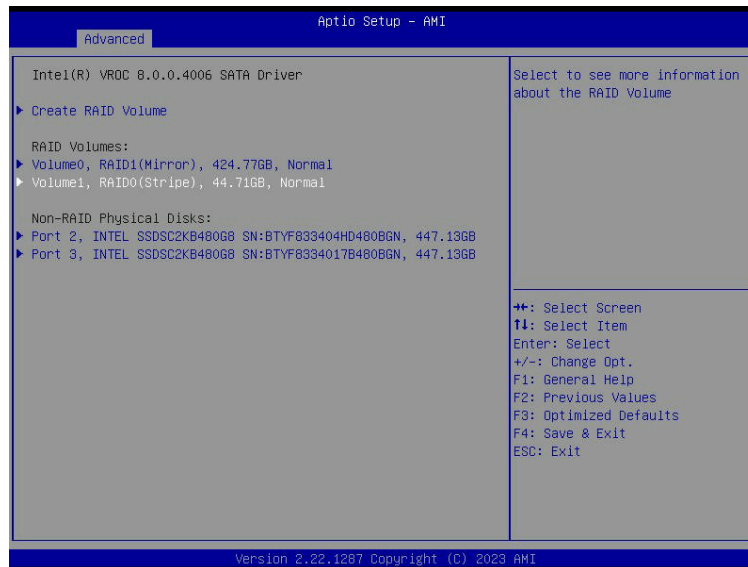 Aptio Setup – AMI
Advanced
Intel(R) VROC 8.0.0.4006 SATA Driver
Create RAID Volume
RAID Volumes:
Volume0, RAID1(Mirror), 424.77GB, Normal
Volume1, RAID0(Stripe), 44.71GB, Normal
Non-RAID Physical Disks:
Port 2, INTEL SSDSC2KB480G8 SN:BTYF833404HD480BGN, 447.13GB
Port 3, INTEL SSDSC2KB480G8 SN:BTYF8334017B480BGN, 447.13GB
Select to see more information
about the RAID Volume
→←: Select Screen
↑↓: Select Item
Enter: Select
+/-: Change Opt.
F1: General Help
F2: Previous Values
F3: Optimized Defaults
F4: Save & Exit
ESC: Exit
Version 2.22.1287 Copyright (C) 2023 AMI